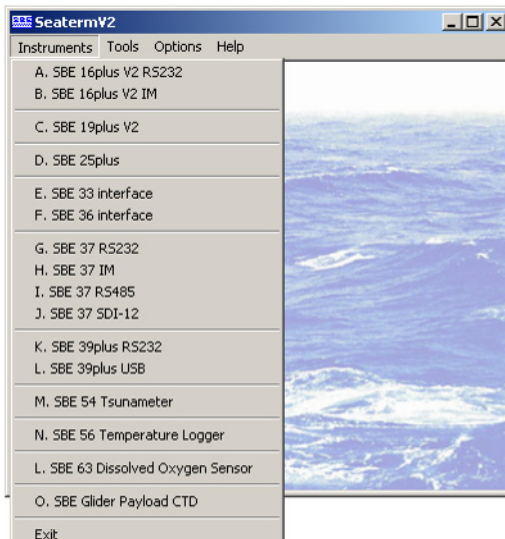 SBE SeatermV2
Instruments Tools Options Help
A. SBE 16plus V2 RS232
B. SBE 16plus V2 IM
C. SBE 19plus V2
D. SBE 25plus
E. SBE 33 interface
F. SBE 36 interface
G. SBE 37 RS232
H. SBE 37 IM
I. SBE 37 RS485
J. SBE 37 SDI-12
K. SBE 39plus RS232
L. SBE 39plus USB
M. SBE 54 Tsunameter
N. SBE 56 Temperature Logger
L. SBE 63 Dissolved Oxygen Sensor
O. SBE Glider Payload CTD
Exit